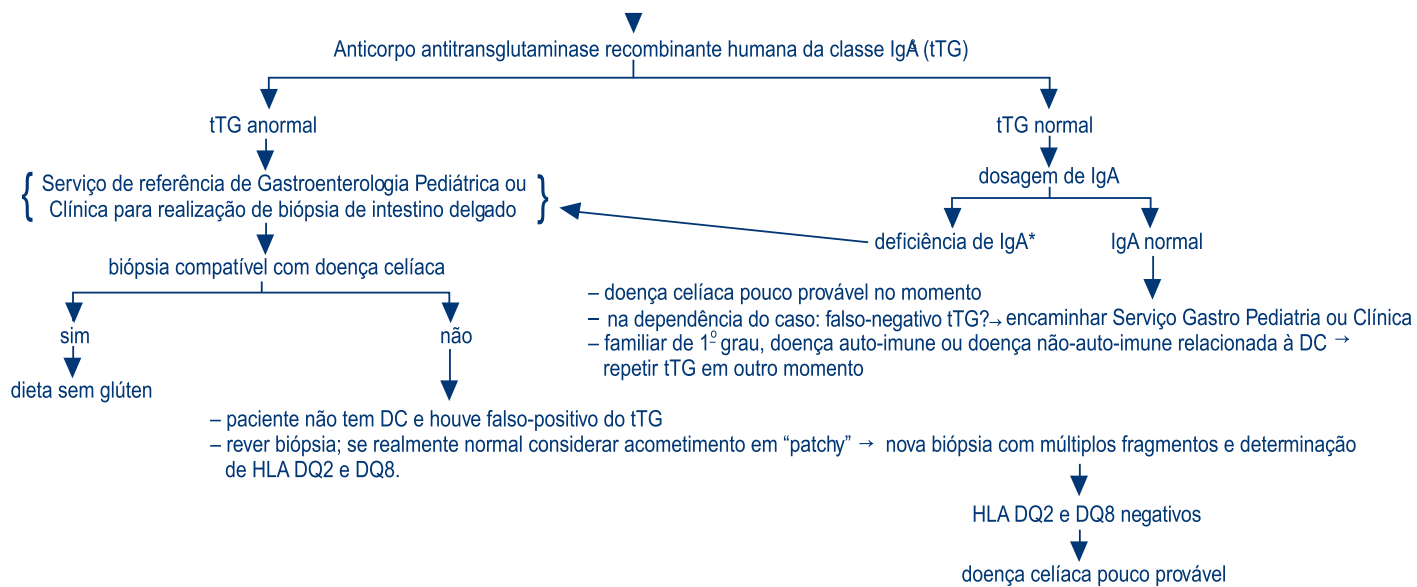 Anticorpo antitransglutaminase recombinante humana da classe IgA (tTG)
tTG anormal
tTG normal
Serviço de referência de Gastroenterologia Pediátrica ou
Clínica para realização de biópsia de intestino delgado
dosagem de IgA
deficiência de IgA*
IgA normal
biópsia compatível com doença celíaca
sim
não
– doença celíaca pouco provável no momento
– na dependência do caso: falso-negativo tTG?→ encaminhar Serviço Gastro Pediatria ou Clínica
– familiar de 1º grau, doença auto-imune ou doença não-auto-imune relacionada à DC →
repetir tTG em outro momento
dieta sem glúten
– paciente não tem DC e houve falso-positivo do tTG
– rever biópsia; se realmente normal considerar acometimento em “patchy” → nova biópsia com múltiplos fragmentos e determinação
de HLA DQ2 e DQ8.
HLA DQ2 e DQ8 negativos
doença celíaca pouco provável